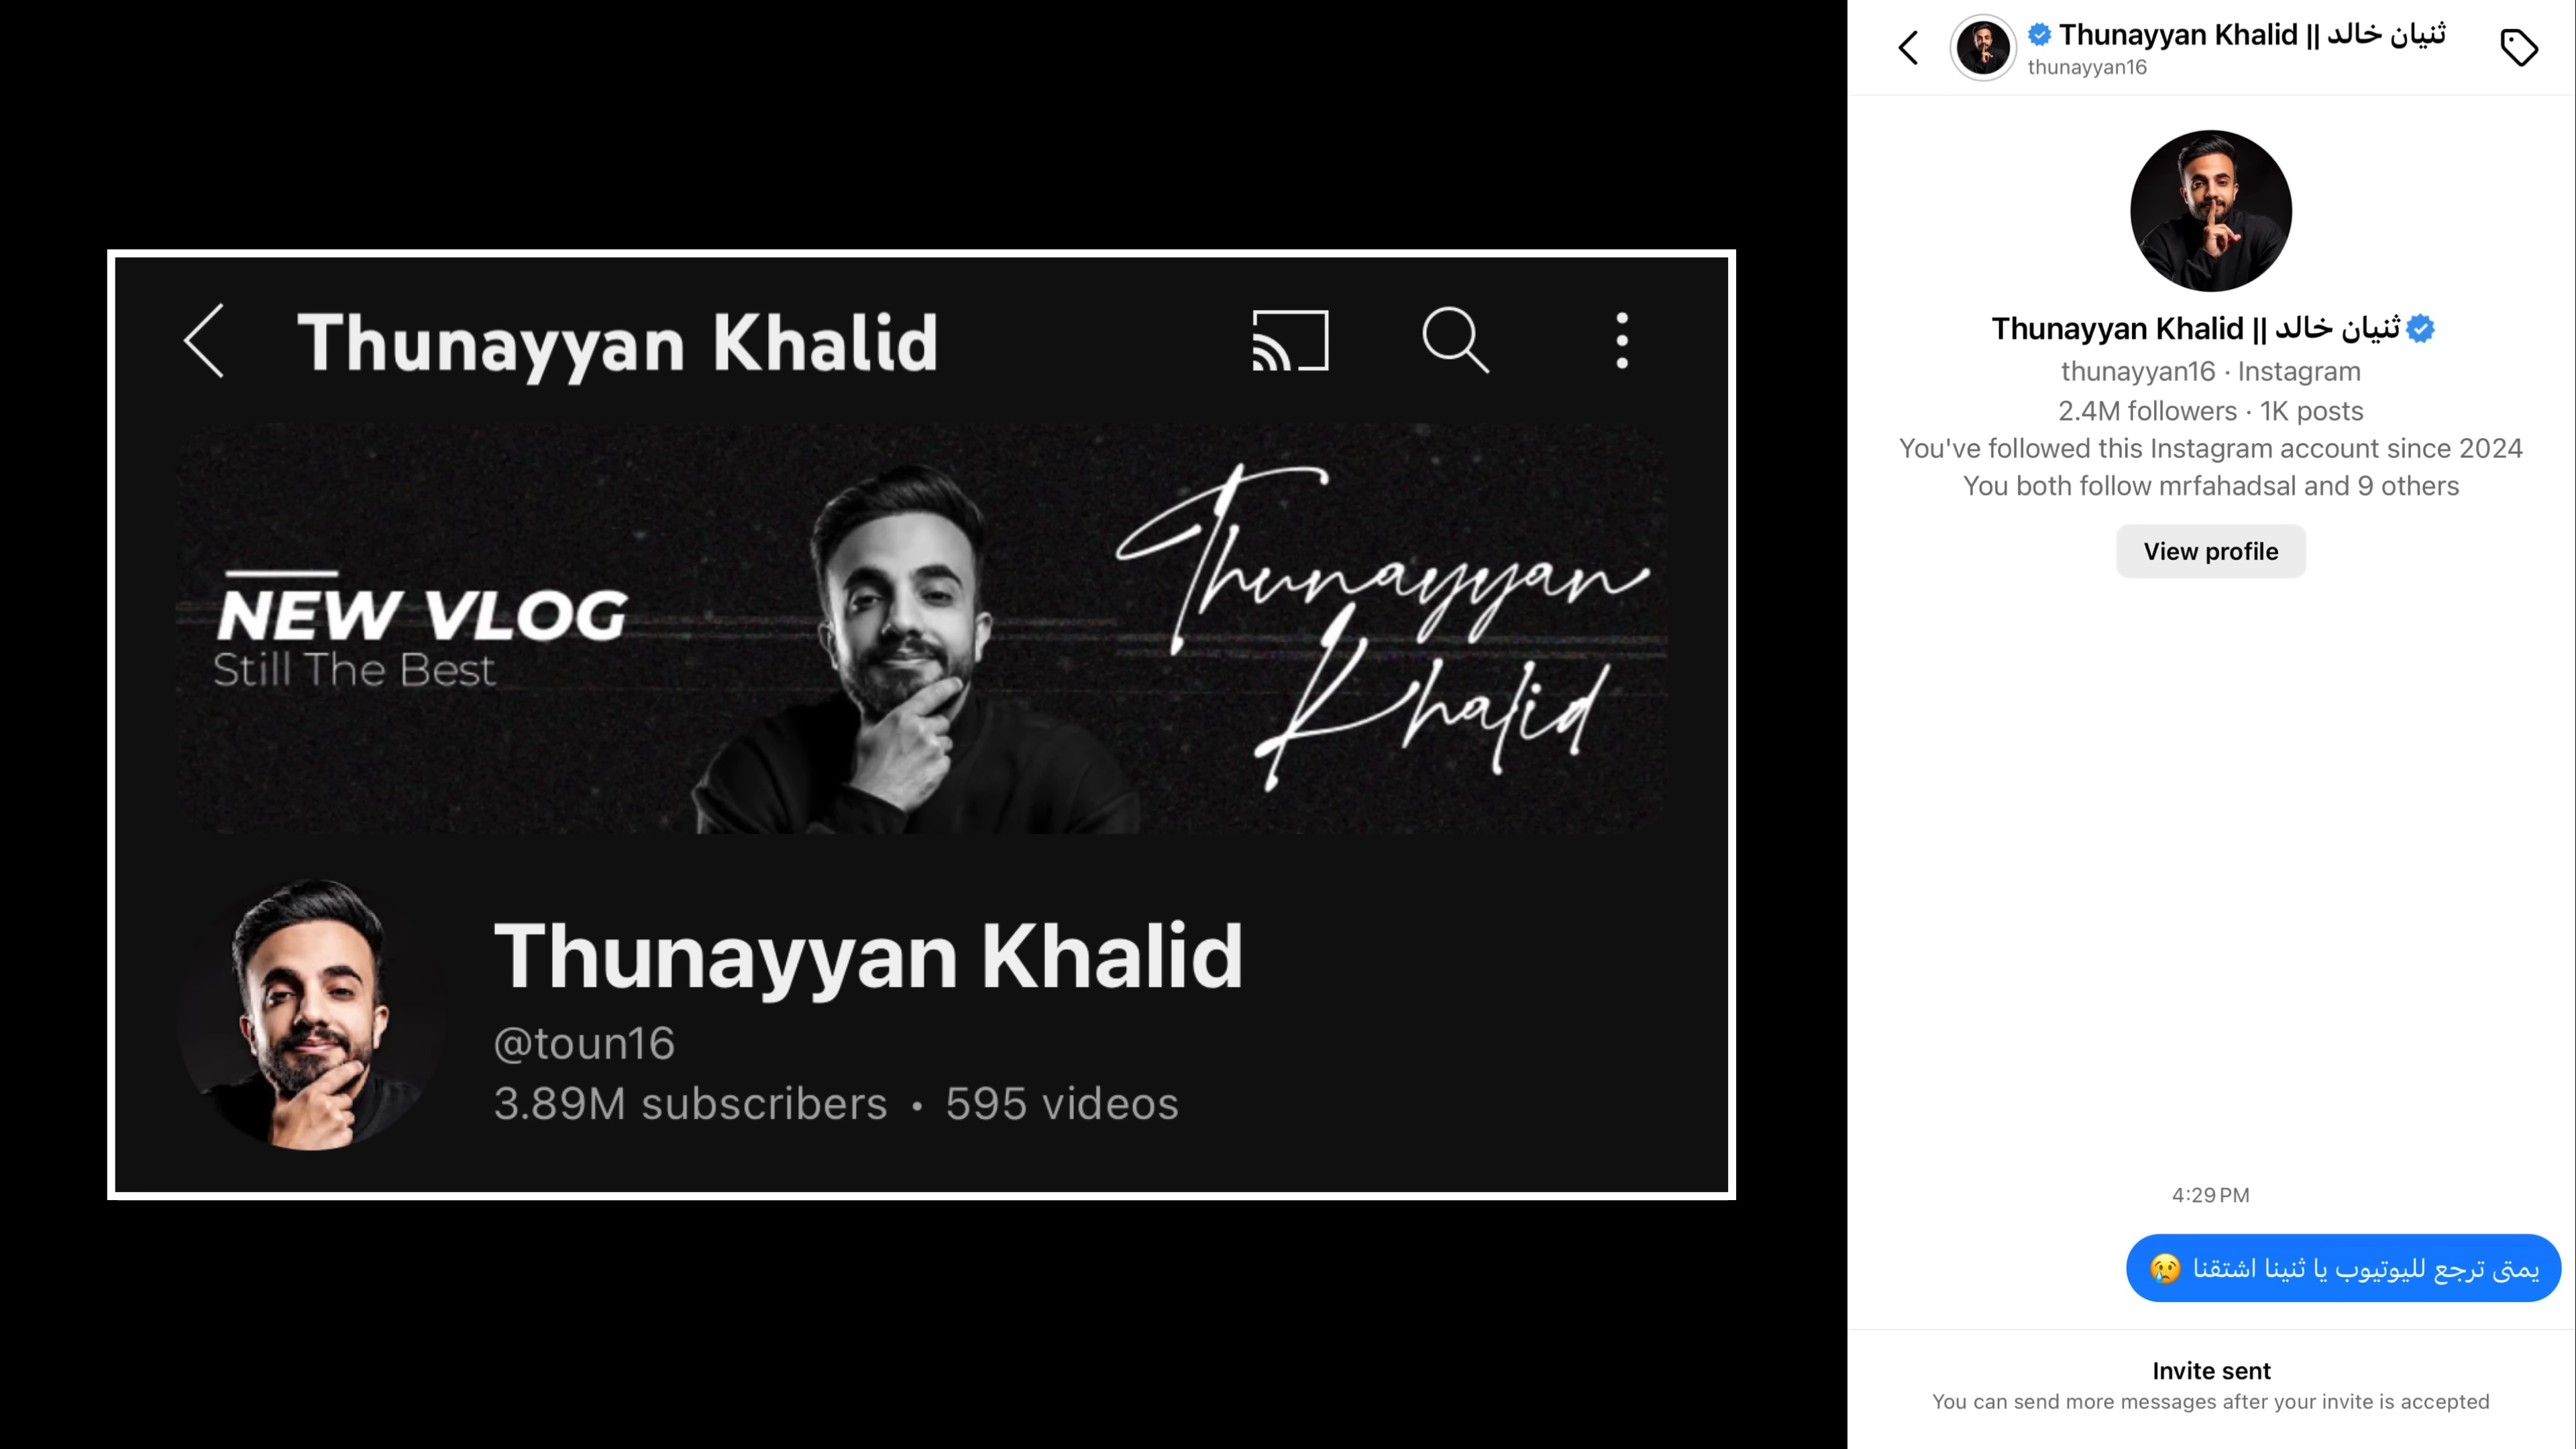 Thunayyan Khalid
NEW VLOG
Still The Best
Thunayyan
Khalid
Thunayyan Khalid
@toun16
3.89M subscribers • 595 videos
Thunayyan Khalid || ثنيان خالد
thunayyan16
Thunayyan Khalid || ثنيان خالد
thunayyan16 · Instagram
2.4M followers · 1K posts
You've followed this Instagram account since 2024
You both follow mrfahadsal and 9 others
View profile
4:29 PM
يمتى ترجع لليوتيوب يا ثنينا اشتقنا 😢
Invite sent
You can send more messages after your invite is accepted